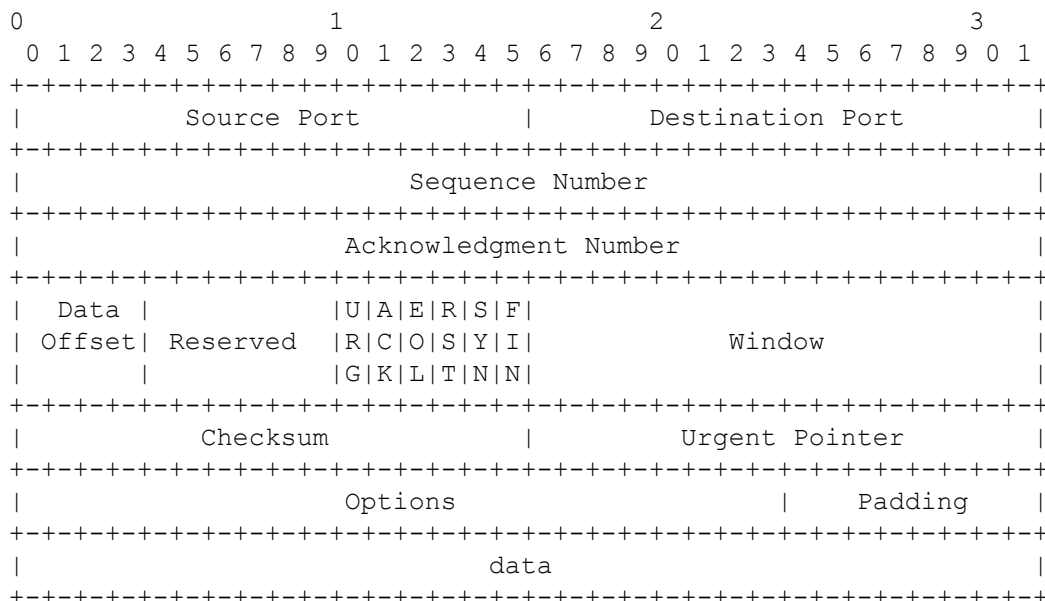 0                   1                   2                   3
 0 1 2 3 4 5 6 7 8 9 0 1 2 3 4 5 6 7 8 9 0 1 2 3 4 5 6 7 8 9 0 1
+-+-+-+-+-+-+-+-+-+-+-+-+-+-+-+-+-+-+-+-+-+-+-+-+-+-+-+-+-+-+-+-+
|          Source Port          |       Destination Port        |
+-+-+-+-+-+-+-+-+-+-+-+-+-+-+-+-+-+-+-+-+-+-+-+-+-+-+-+-+-+-+-+-+
|                        Sequence Number                        |
+-+-+-+-+-+-+-+-+-+-+-+-+-+-+-+-+-+-+-+-+-+-+-+-+-+-+-+-+-+-+-+-+
|                    Acknowledgment Number                      |
+-+-+-+-+-+-+-+-+-+-+-+-+-+-+-+-+-+-+-+-+-+-+-+-+-+-+-+-+-+-+-+-+
|  Data |           |U|A|E|R|S|F|                               |
| Offset| Reserved  |R|C|O|S|Y|I|            Window             |
|       |           |G|K|L|T|N|N|                               |
+-+-+-+-+-+-+-+-+-+-+-+-+-+-+-+-+-+-+-+-+-+-+-+-+-+-+-+-+-+-+-+-+
|           Checksum            |         Urgent Pointer        |
+-+-+-+-+-+-+-+-+-+-+-+-+-+-+-+-+-+-+-+-+-+-+-+-+-+-+-+-+-+-+-+-+
|                    Options                    |    Padding    |
+-+-+-+-+-+-+-+-+-+-+-+-+-+-+-+-+-+-+-+-+-+-+-+-+-+-+-+-+-+-+-+-+
|                             data                              |
+-+-+-+-+-+-+-+-+-+-+-+-+-+-+-+-+-+-+-+-+-+-+-+-+-+-+-+-+-+-+-+-+